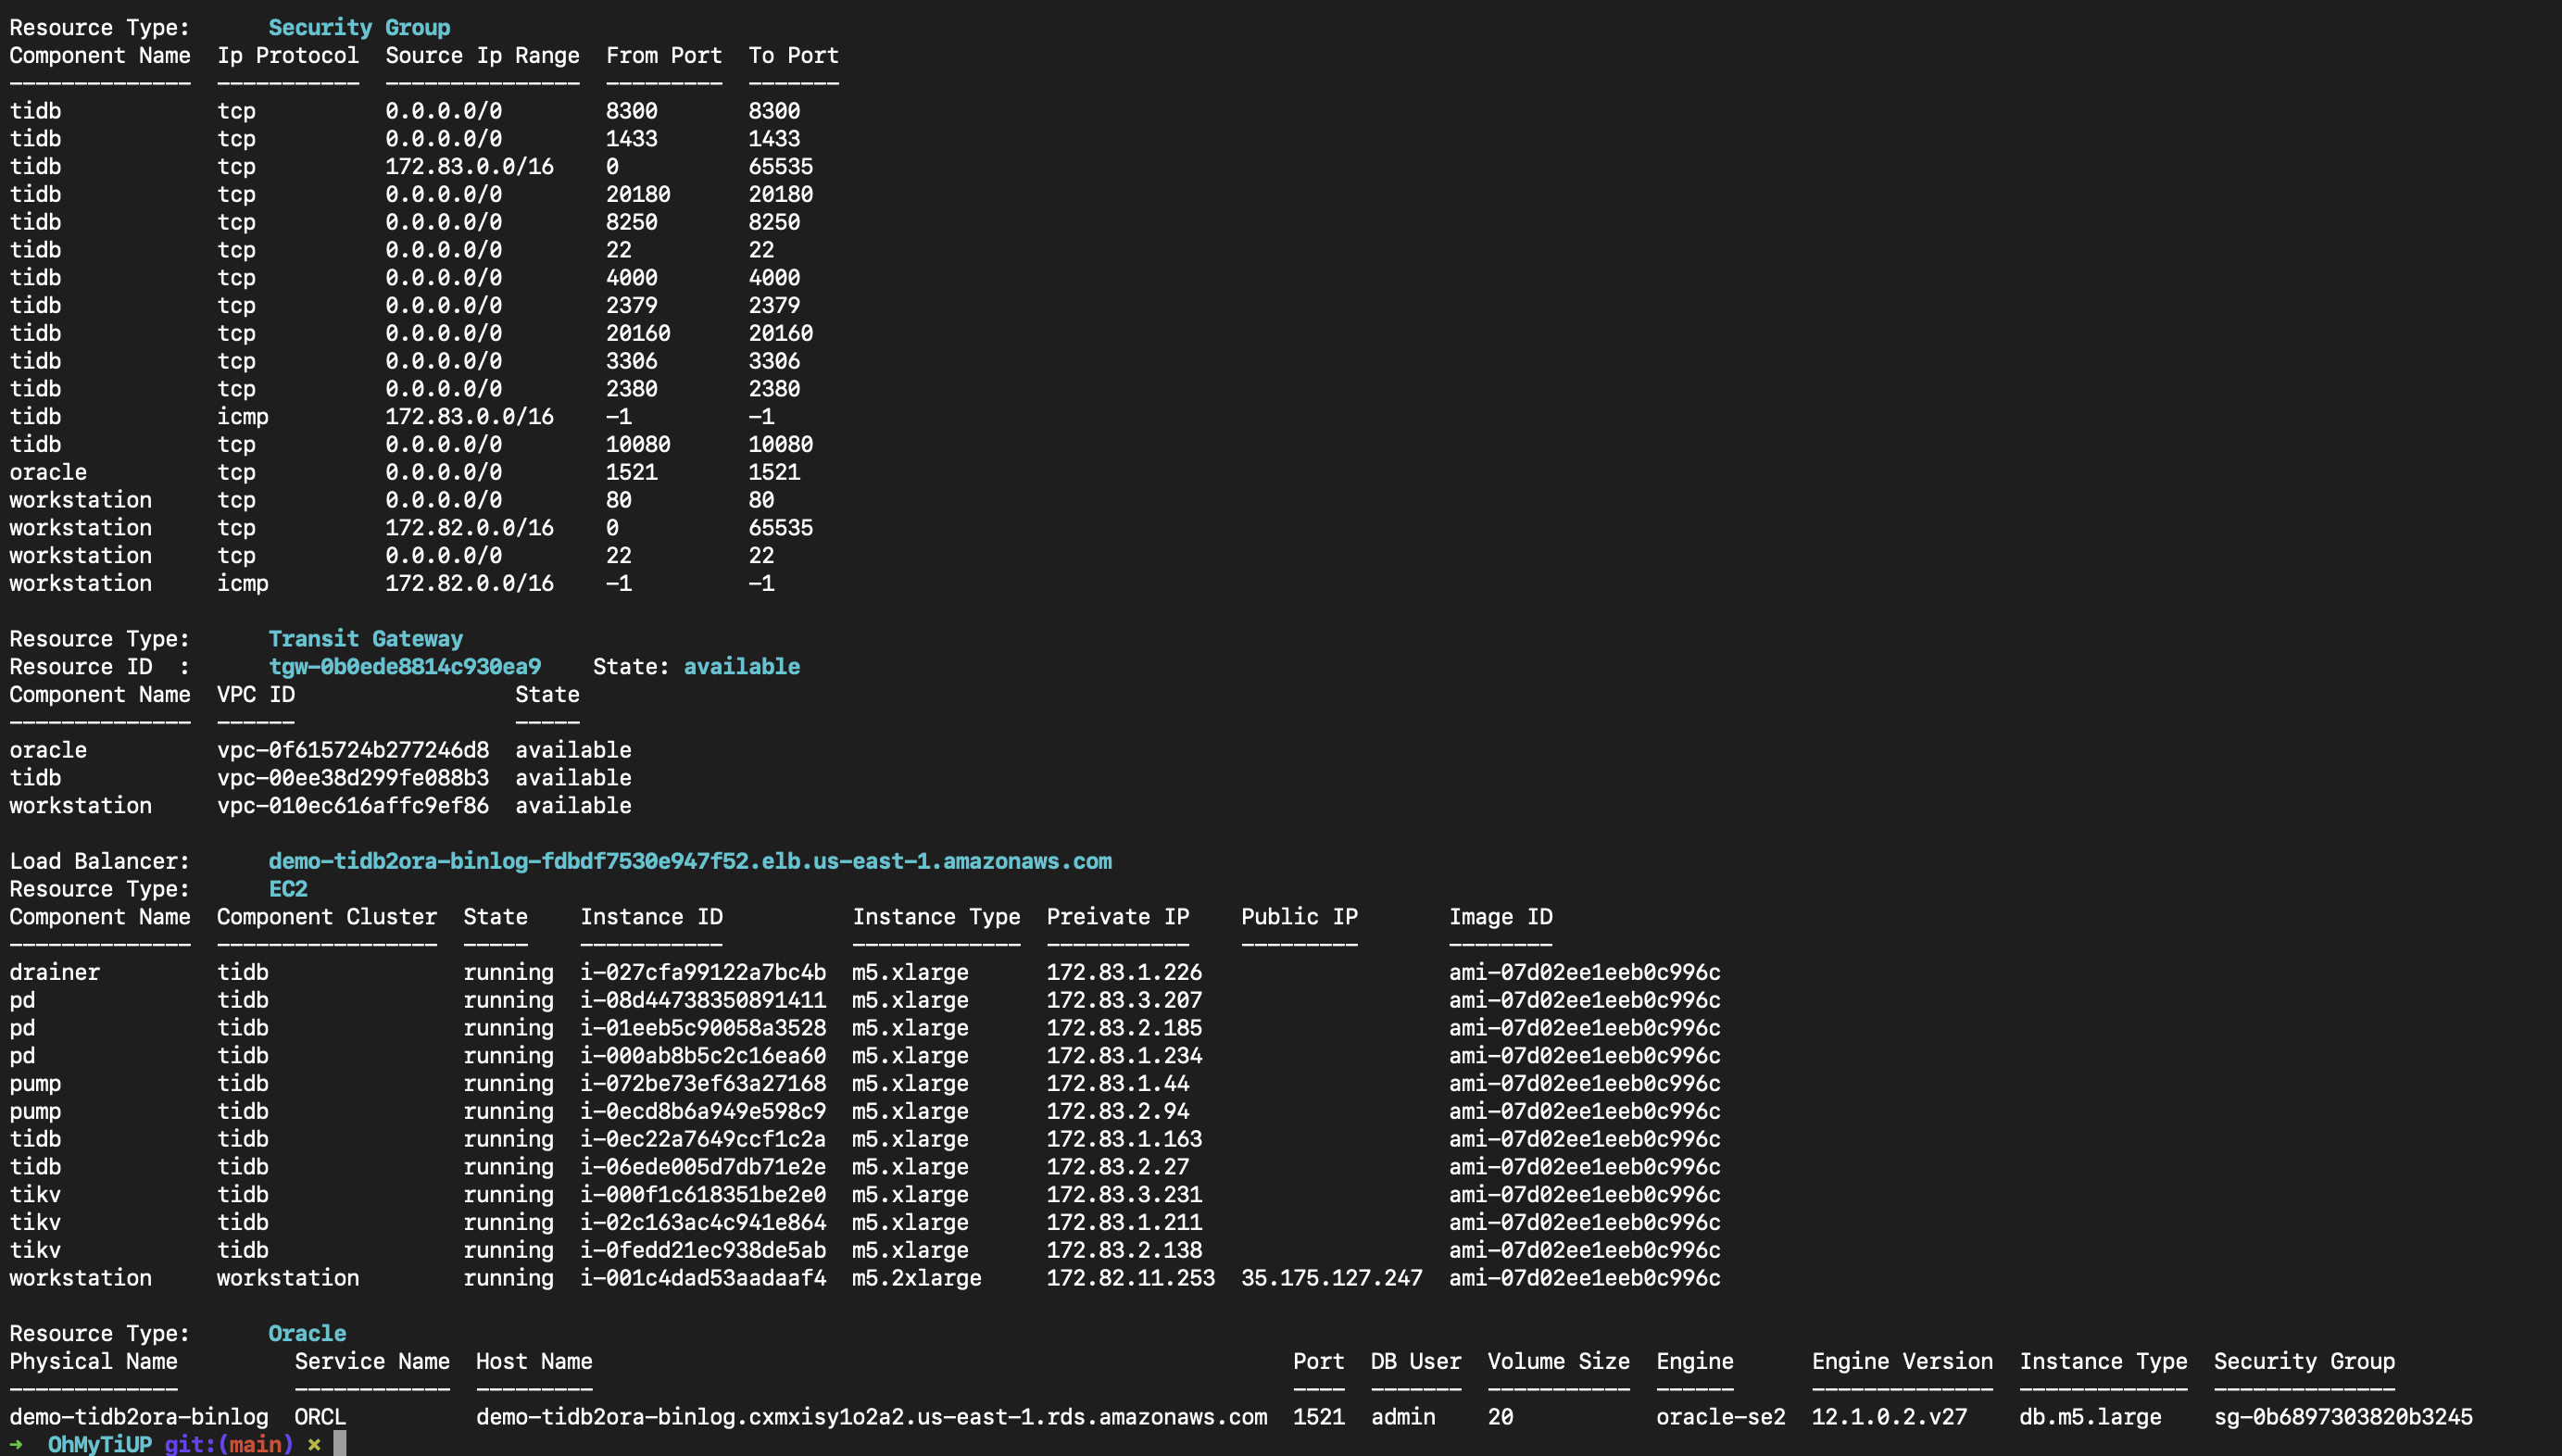 Resource Type:      Security Group
Component Name  Ip Protocol  Source Ip Range  From Port  To Port
--------------  -----------  ---------------  ---------  -------
tidb            tcp          0.0.0.0/0        8300       8300
tidb            tcp          0.0.0.0/0        1433       1433
tidb            tcp          172.83.0.0/16    0          65535
tidb            tcp          0.0.0.0/0        20180      20180
tidb            tcp          0.0.0.0/0        8250       8250
tidb            tcp          0.0.0.0/0        22         22
tidb            tcp          0.0.0.0/0        4000       4000
tidb            tcp          0.0.0.0/0        2379       2379
tidb            tcp          0.0.0.0/0        20160      20160
tidb            tcp          0.0.0.0/0        3306       3306
tidb            tcp          0.0.0.0/0        2380       2380
tidb            icmp         172.83.0.0/16    -1         -1
tidb            tcp          0.0.0.0/0        10080      10080
oracle          tcp          0.0.0.0/0        1521       1521
workstation     tcp          0.0.0.0/0        80         80
workstation     tcp          172.82.0.0/16    0          65535
workstation     tcp          0.0.0.0/0        22         22
workstation     icmp         172.82.0.0/16    -1         -1
Resource Type:      Transit Gateway
Resource ID  :      tgw-0b0ede8814c930ea9    State: available
Component Name  VPC ID                 State
--------------  ------                 -----
oracle          vpc-0f615724b277246d8  available
tidb            vpc-00ee38d299fe088b3  available
workstation     vpc-010ec616affc9ef86  available
Load Balancer:      demo-tidb2ora-binlog-fdbdf7530e947f52.elb.us-east-1.amazonaws.com
Resource Type:      EC2
Component Name  Component Cluster  State    Instance ID          Instance Type  Preivate IP    Public IP       Image ID
--------------  -----------------  -----    -----------          -------------  -----------    ---------       --------
drainer         tidb               running  i-027cfa99122a7bc4b  m5.xlarge      172.83.1.226                   ami-07d02ee1eeb0c996c
pd              tidb               running  i-08d44738350891411  m5.xlarge      172.83.3.207                   ami-07d02ee1eeb0c996c
pd              tidb               running  i-01eeb5c90058a3528  m5.xlarge      172.83.2.185                   ami-07d02ee1eeb0c996c
pd              tidb               running  i-000ab8b5c2c16ea60  m5.xlarge      172.83.1.234                   ami-07d02ee1eeb0c996c
pump            tidb               running  i-072be73ef63a27168  m5.xlarge      172.83.1.44                    ami-07d02ee1eeb0c996c
pump            tidb               running  i-0ecd8b6a949e598c9  m5.xlarge      172.83.2.94                    ami-07d02ee1eeb0c996c
tidb            tidb               running  i-0ec22a7649ccf1c2a  m5.xlarge      172.83.1.163                   ami-07d02ee1eeb0c996c
tidb            tidb               running  i-06ede005d7db71e2e  m5.xlarge      172.83.2.27                    ami-07d02ee1eeb0c996c
tikv            tidb               running  i-000f1c618351be2e0  m5.xlarge      172.83.3.231                   ami-07d02ee1eeb0c996c
tikv            tidb               running  i-02c163ac4c941e864  m5.xlarge      172.83.1.211                   ami-07d02ee1eeb0c996c
tikv            tidb               running  i-0fedd21ec938de5ab  m5.xlarge      172.83.2.138                   ami-07d02ee1eeb0c996c
workstation     workstation        running  i-001c4dad53aadaaf4  m5.2xlarge     172.82.11.253  35.175.127.247  ami-07d02ee1eeb0c996c
Resource Type:      Oracle
Physical Name         Service Name  Host Name                                                      Port  DB User  Volume Size  Engine      Engine Version  Instance Type  Security Group
-------------         ------------  ---------                                                      ----  -------  -----------  ------      --------------  -------------  --------------
demo-tidb2ora-binlog  ORCL          demo-tidb2ora-binlog.cxmxisy1o2a2.us-east-1.rds.amazonaws.com  1521  admin    20           oracle-se2  12.1.0.2.v27    db.m5.large    sg-0b6897303820b3245
➜  OhMyTiUP git:(main) ✗